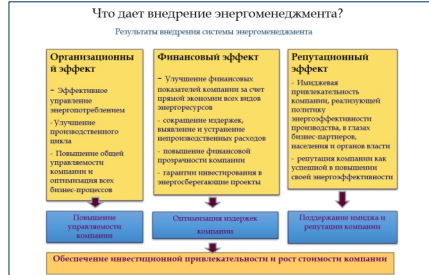 Что дает внедрение энергоменеджмента?
Результаты внедрения системы энергоменеджмента
Организационны
й эффект
- Эффективное
управление
энергопотреблением
- Улучшение
производственного
цикла
- Повышение общей
управляемости
компании и
оптимизация всех
бизнес-процессов
Финансовый эффект
- Улучшение финансовых
показателей компании за счет
прямой экономии всех видов
энергоресурсов
- сокращение издержек,
выявление и устранение
непроизводственных расходов
- повышение финансовой
прозрачности компании
- гарантии инвестирования в
энергосберегающие проекты
Репутационный
эффект
- Имиджевая
привлекательность
компании, реализующей
политику
энергоэффективности
производства, в глазах
бизнес-партнеров,
населения и органов власти
- репутация компании как
успешной в повышении
своей энергоэффективности
Повышение
управляемости
компании
Оптимизация издержек
компании
Поддержание имиджа и
репутации компании
Обеспечение инвестиционной привлекательности и рост стоимости компании